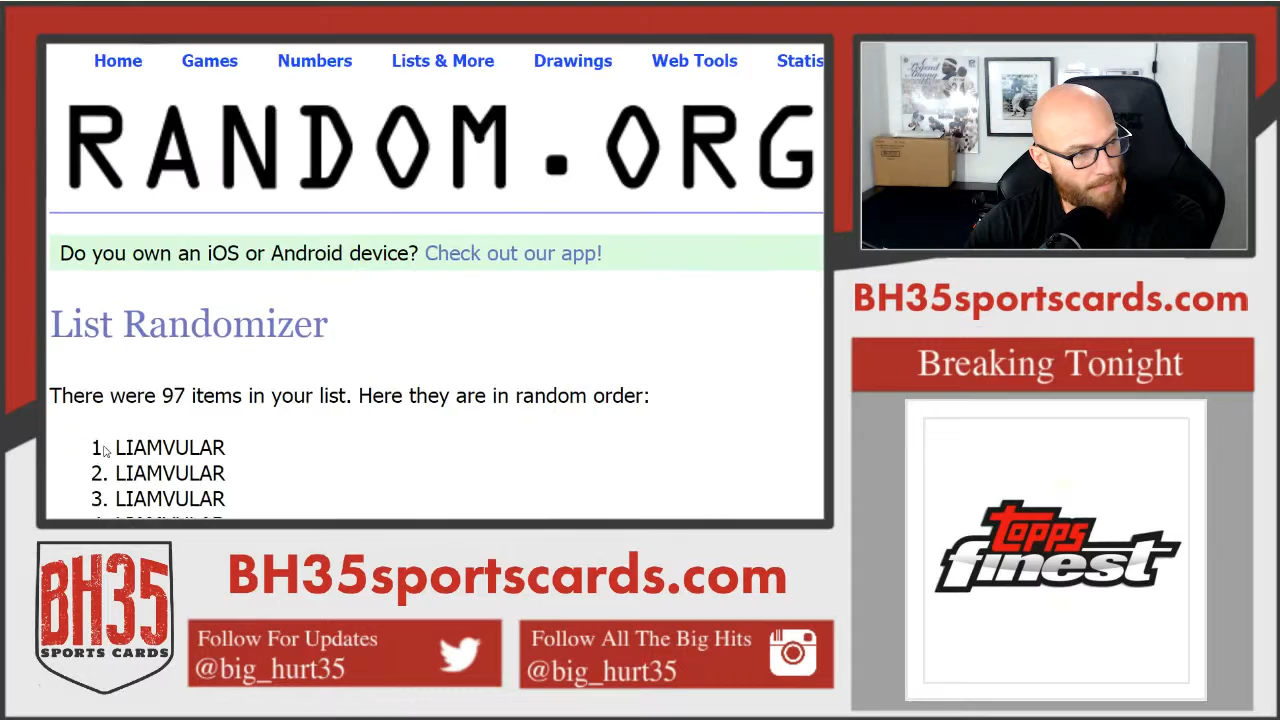 Home Games Numbers Lists & More Drawings Web Tools Statis
RANDOM.ORG
Do you own an iOS or Android device? Check out our app!
List Randomizer
There were 97 items in your list. Here they are in random order:
1. LIAMVULAR
2. LIAMVULAR
3. LIAMVULAR
BH35sportscards.com
Breaking Tonight
topps
finest
BH35
SPORTS CARDS
BH35sportscards.com
Follow For Updates
@big_hurt35
Follow All The Big Hits
@big_hurt35